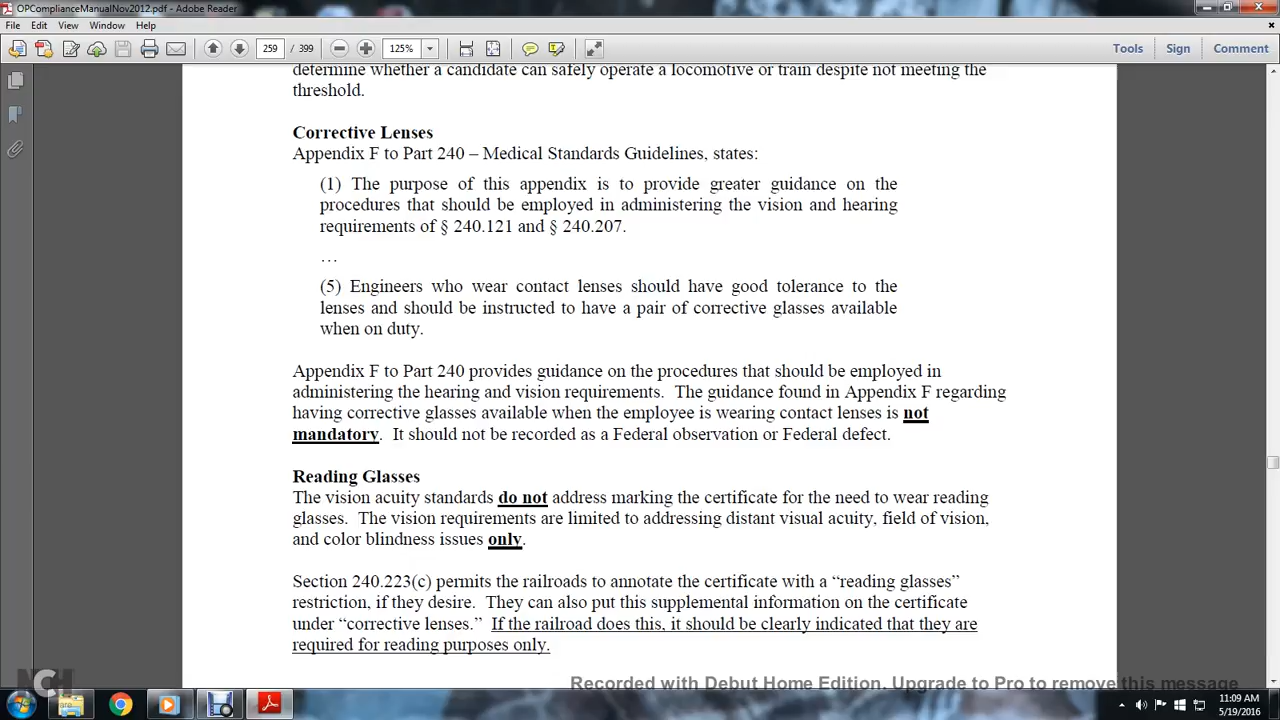 OPComplianceManualNov2012.pdf - Adobe Reader
File Edit View Window Help
259 / 399 125% Tools Sign Comment
determine whether a candidate can safely operate a locomotive or train despite not meeting the
threshold.
Corrective Lenses
Appendix F to Part 240 – Medical Standards Guidelines, states:
(1) The purpose of this appendix is to provide greater guidance on the
procedures that should be employed in administering the vision and hearing
requirements of § 240.121 and § 240.207.
…
(5) Engineers who wear contact lenses should have good tolerance to the
lenses and should be instructed to have a pair of corrective glasses available
when on duty.
Appendix F to Part 240 provides guidance on the procedures that should be employed in
administering the hearing and vision requirements. The guidance found in Appendix F regarding
having corrective glasses available when the employee is wearing contact lenses is not
mandatory. It should not be recorded as a Federal observation or Federal defect.
Reading Glasses
The vision acuity standards do not address marking the certificate for the need to wear reading
glasses. The vision requirements are limited to addressing distant visual acuity, field of vision,
and color blindness issues only.
Section 240.223(c) permits the railroads to annotate the certificate with a “reading glasses”
restriction, if they desire. They can also put this supplemental information on the certificate
under “corrective lenses.” If the railroad does this, it should be clearly indicated that they are
required for reading purposes only.
Recorded with Debut Home Edition. Upgrade to Pro to remove this message
11:09 AM
5/19/2016